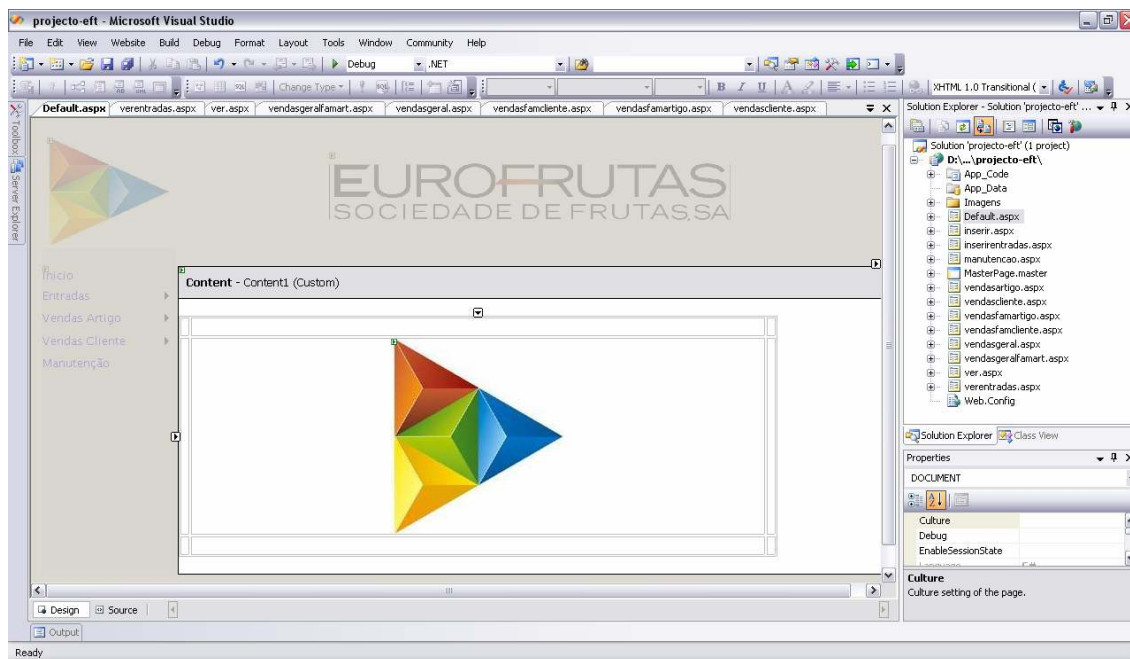 projecto-eft - Microsoft Visual Studio
File Edit View Website Build Debug Format Layout Tools Window Community Help
Debug .NET
Change Type B I U A XHTML 1.0 Transitional (
Default.aspx verentradas.aspx ver.aspx vendasgeralfamart.aspx vendasgeral.aspx vendasfamcliente.aspx vendasfamartigo.aspx vendascliente.aspx
Toolbox
Server Explorer
EUROFRUTAS
SOCIEDADE DE FRUTAS,SA
Inicio
Entradas
Vendas Artigo
Vendas Cliente
Manutenção
Content - Content1 (Custom)
Design Source
Output
Ready
Solution Explorer - Solution 'projecto-eft' ...
Solution 'projecto-eft' (1 project)
D:\...\projecto-eft\
App_Code
App_Data
Imagens
Default.aspx
inserir.aspx
inserirentradas.aspx
manutencao.aspx
MasterPage.master
vendasartigo.aspx
vendascliente.aspx
vendasfamartigo.aspx
vendasfamcliente.aspx
vendasgeral.aspx
vendasgeralfamart.aspx
ver.aspx
verentradas.aspx
Web.Config
Solution Explorer Class View
Properties
DOCUMENT
Culture
Debug
EnableSessionState
Culture
Culture setting of the page.